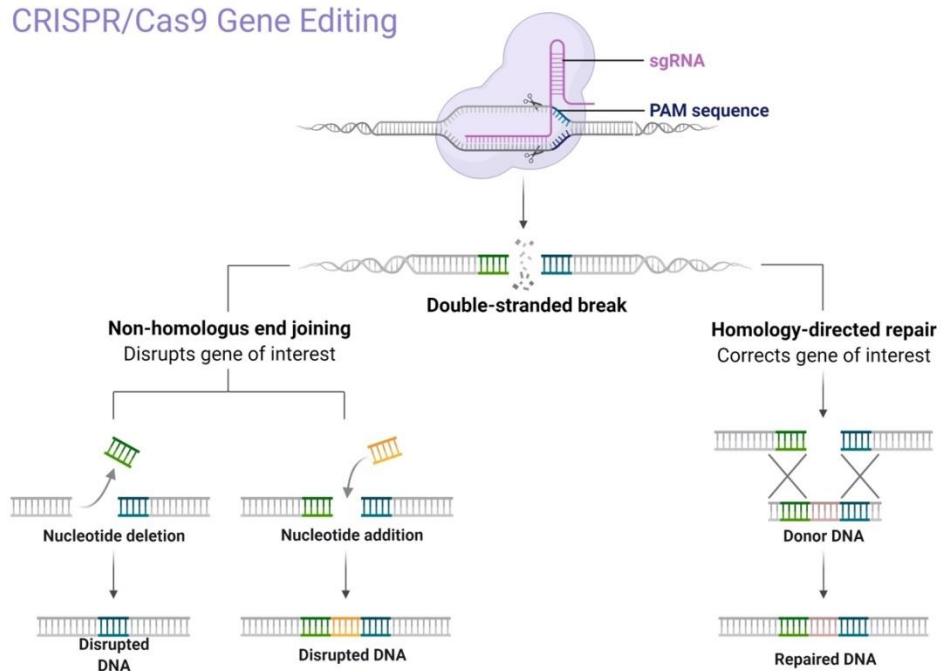 CRISPR/Cas9 Gene Editing
sgRNA
PAM sequence
Double-stranded break
Non-homologus end joining
Disrupts gene of interest
Homology-directed repair
Corrects gene of interest
Nucleotide deletion
Nucleotide addition
Donor DNA
Disrupted
DNA
Disrupted DNA
Repaired DNA